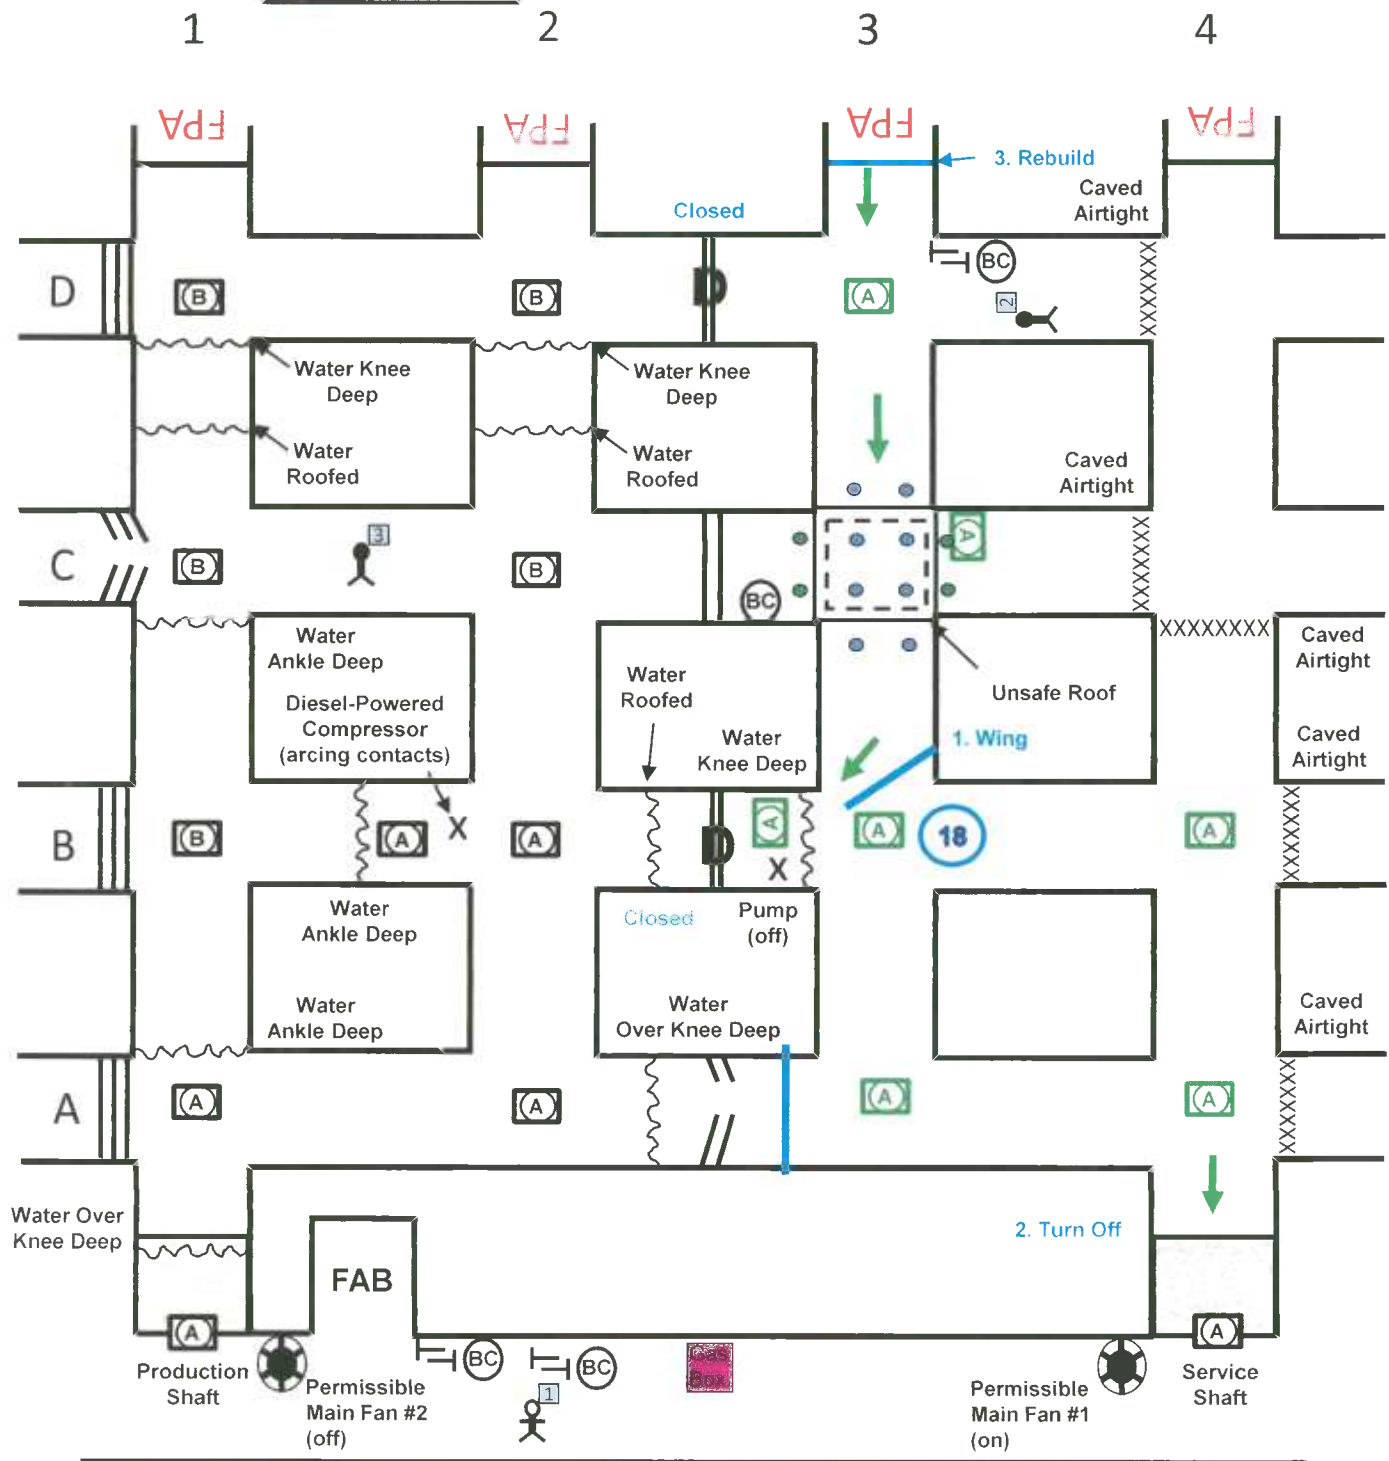 1 2 3 4
FPA FPA FPA FPA
3. Rebuild
Caved
Airtight
Closed
D
B
B
D
A
BC
2
Water Knee
Deep
Water
Roofed
Water Knee
Deep
Water
Roofed
Caved
Airtight
C
B
3
B
BC
A
XXXXXXXX
Water
Ankle Deep
Diesel-Powered
Compressor
(arcing contacts)
Water
Roofed
Water
Knee Deep
Unsafe Roof
1. Wing
Caved
Airtight
Caved
Airtight
B
B
A
X
A
D
A
X
A
18
A
Water
Ankle Deep
Water
Ankle Deep
Closed
Pump
(off)
Water
Over Knee Deep
Caved
Airtight
A
A
A
A
A
Water Over
Knee Deep
FAB
2. Turn Off
A
Production
Shaft
Permissible
Main Fan #2
(off)
BC
BC
1
Gas
Box
Permissible
Main Fan #1
(on)
A
Service
Shaft